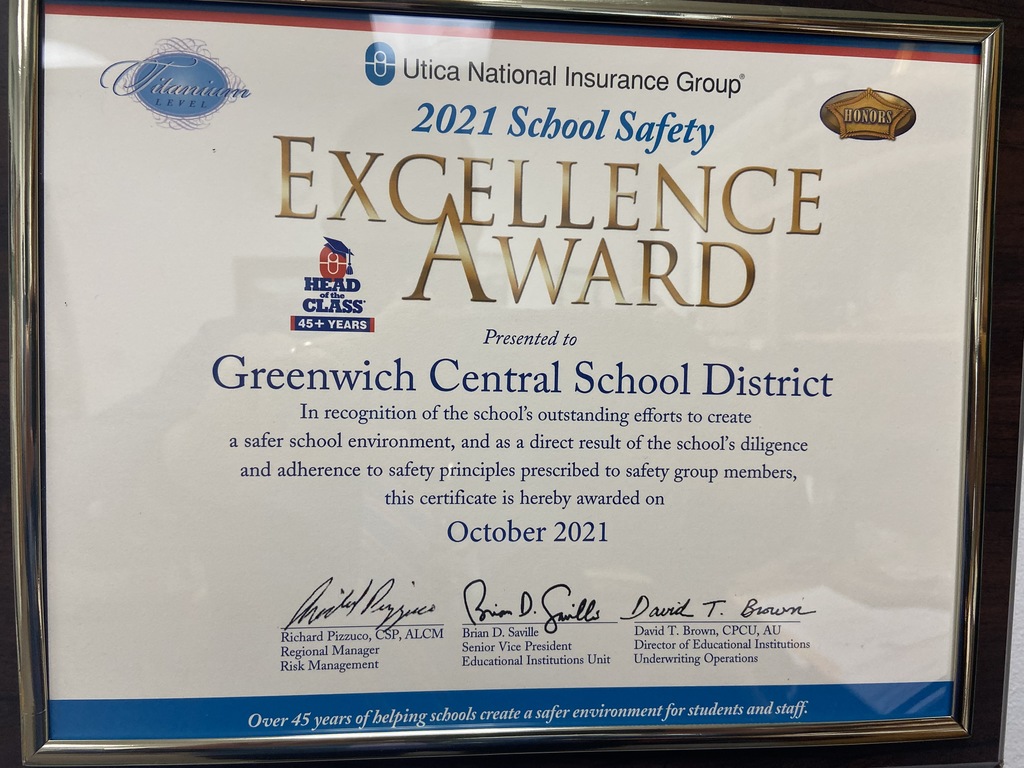 Titanium
LEVEL
Utica National Insurance Group®
HONORS
2021 School Safety
EXCELLENCE
AWARD
HEAD
of the
CLASS
45+ YEARS
Presented to
Greenwich Central School District
In recognition of the school's outstanding efforts to create
a safer school environment, and as a direct result of the school's diligence
and adherence to safety principles prescribed to safety group members,
this certificate is hereby awarded on
October 2021
Richard Pizzuco
Brian D. Saville
David T. Brown
Richard Pizzuco, CSP, ALCM
Regional Manager
Risk Management
Brian D. Saville
Senior Vice President
Educational Institutions Unit
David T. Brown, CPCU, AU
Director of Educational Institutions
Underwriting Operations
Over 45 years of helping schools create a safer environment for students and staff.